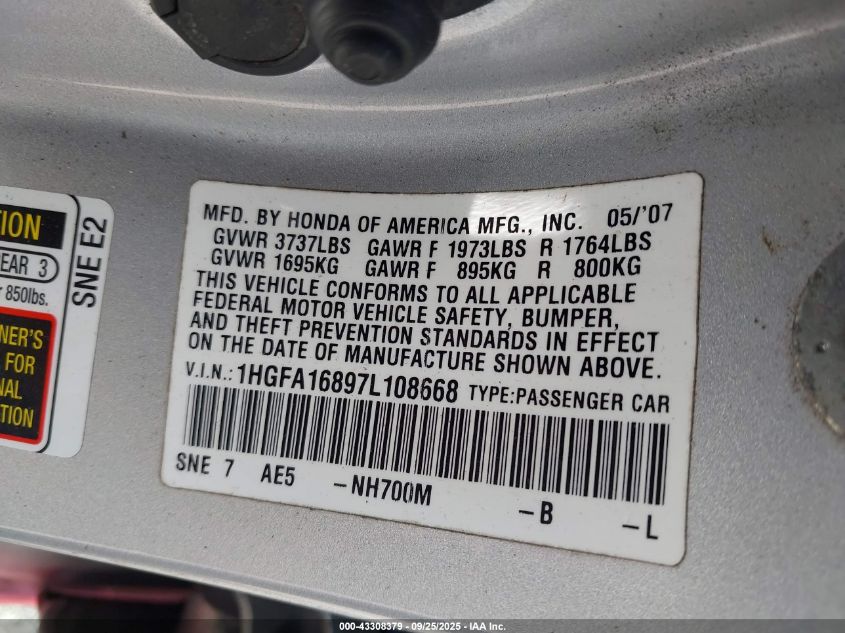 TION
REAR 3
850lbs.
NER'S
FOR
NAL
TION
SNE E2
MFD. BY HONDA OF AMERICA MFG., INC. 05/'07
GVWR 3737LBS GAWR F 1973LBS R 1764LBS
GVWR 1695KG GAWR F 895KG R 800KG
THIS VEHICLE CONFORMS TO ALL APPLICABLE
FEDERAL MOTOR VEHICLE SAFETY, BUMPER,
AND THEFT PREVENTION STANDARDS IN EFFECT
ON THE DATE OF MANUFACTURE SHOWN ABOVE.
V.I.N.: 1HGFA16897L108668 TYPE:PASSENGER CAR
SNE 7 AE5 -NH700M -B -L
000-43308379 - 09/25/2025 - IAA Inc.